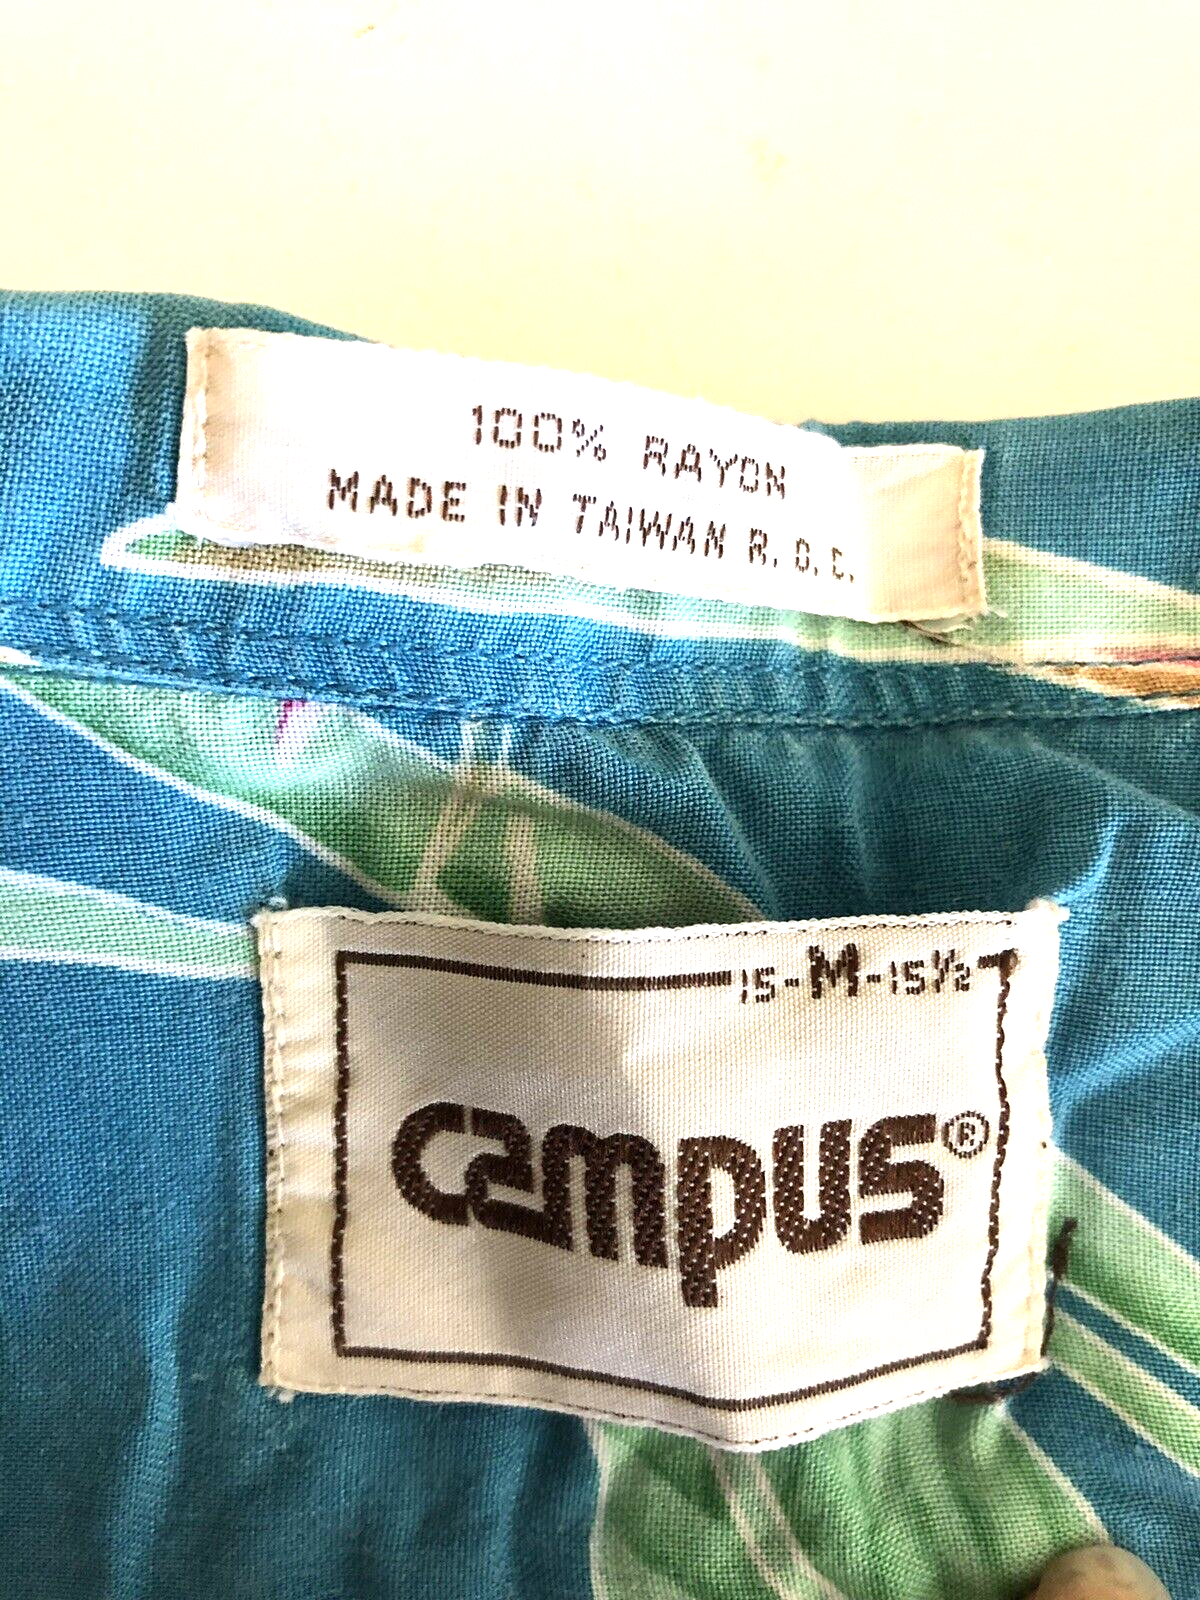 100% RAYON
MADE IN TAIWAN R.O.C.
15-M-15½
campus®